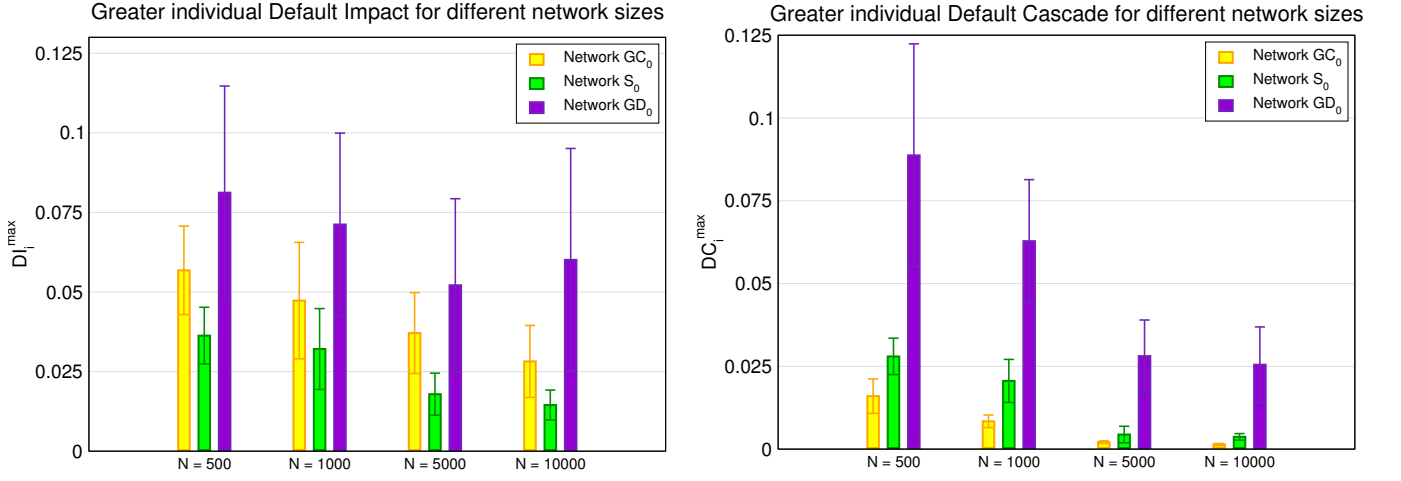 Greater individual Default Impact for different network sizes
0.125
0.1
0.075
0.05
0.025
0
DI_i^max
Network GC_0
Network S_0
Network GD_0
N = 500
N = 1000
N = 5000
N = 10000
Greater individual Default Cascade for different network sizes
0.125
0.1
0.075
0.05
0.025
0
DC_i^max
Network GC_0
Network S_0
Network GD_0
N = 500
N = 1000
N = 5000
N = 10000